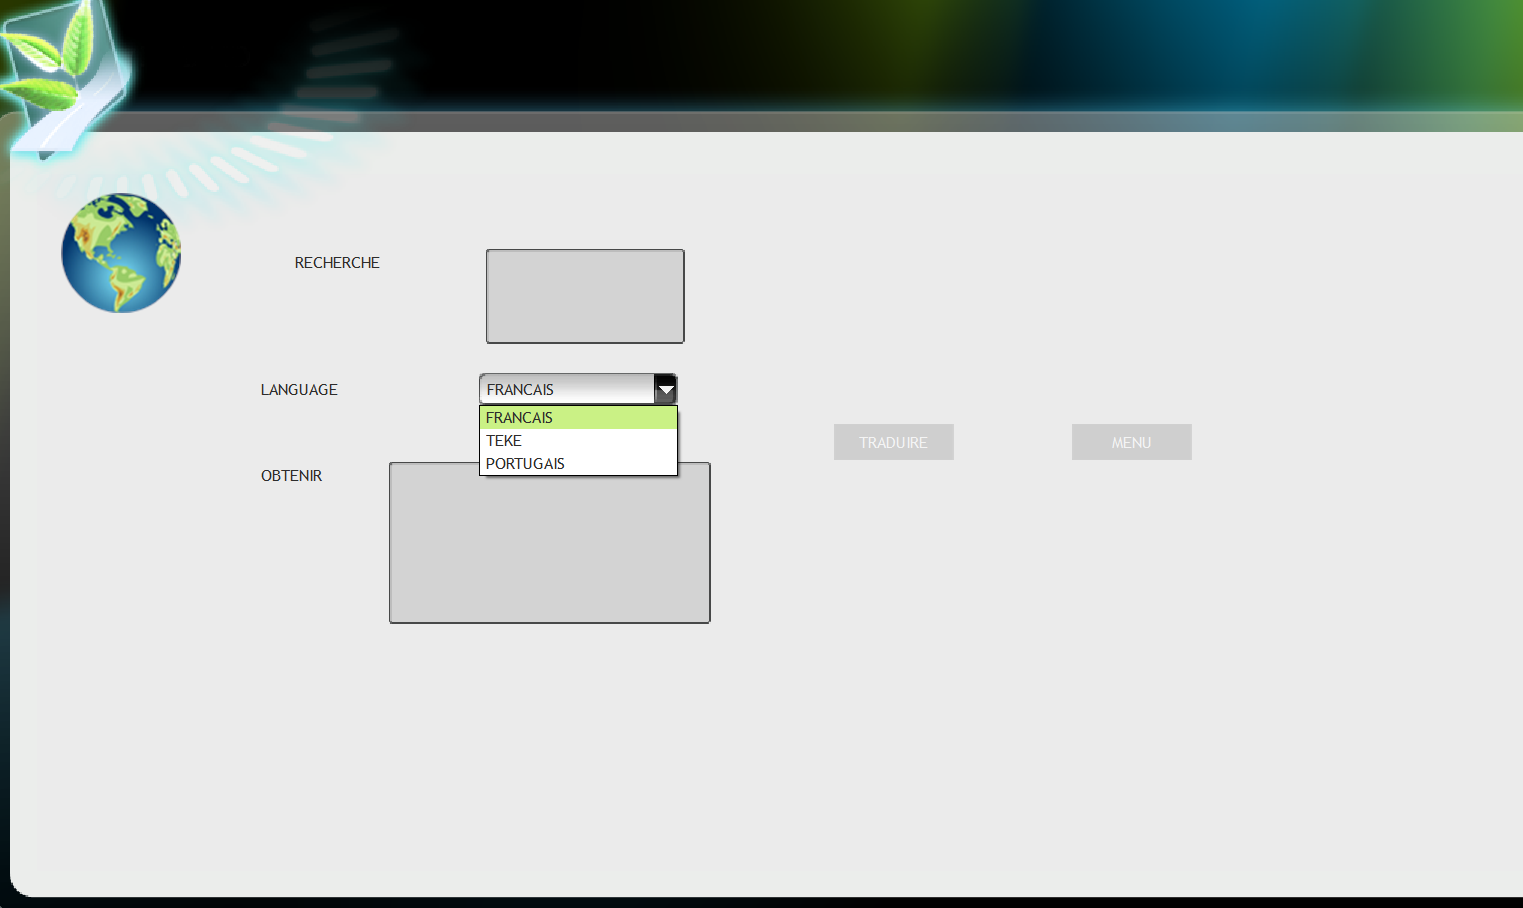 RECHERCHE
LANGUAGE
FRANCAIS
FRANCAIS
TEKE
PORTUGAIS
TRADUIRE
MENU
OBTENIR